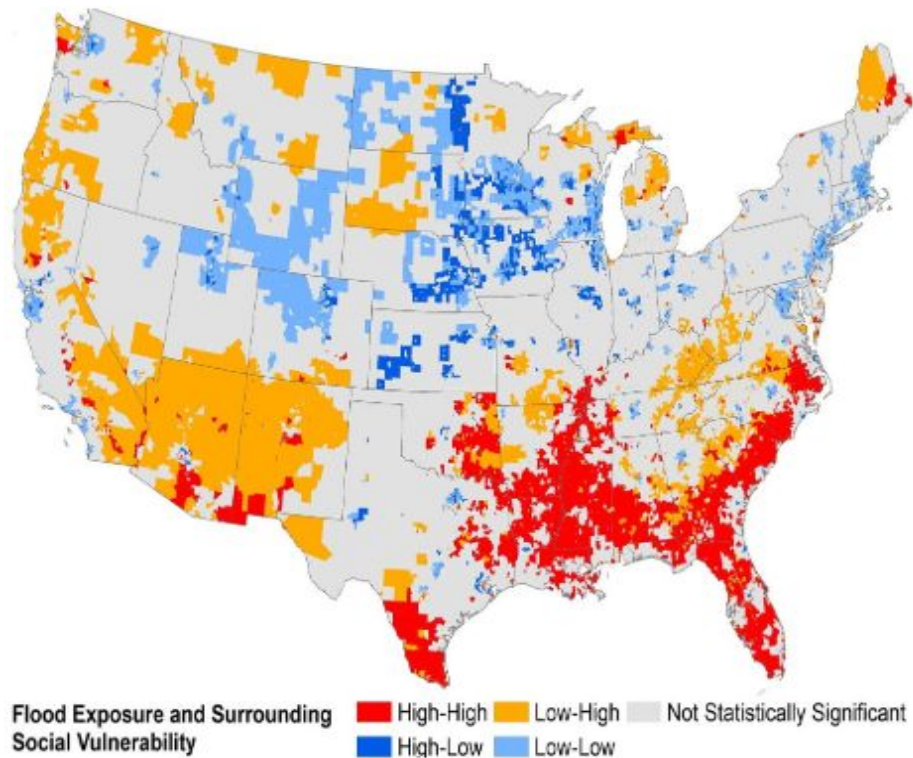 Flood Exposure and Surrounding
Social Vulnerability
High-High
Low-High
Not Statistically Significant
High-Low
Low-Low